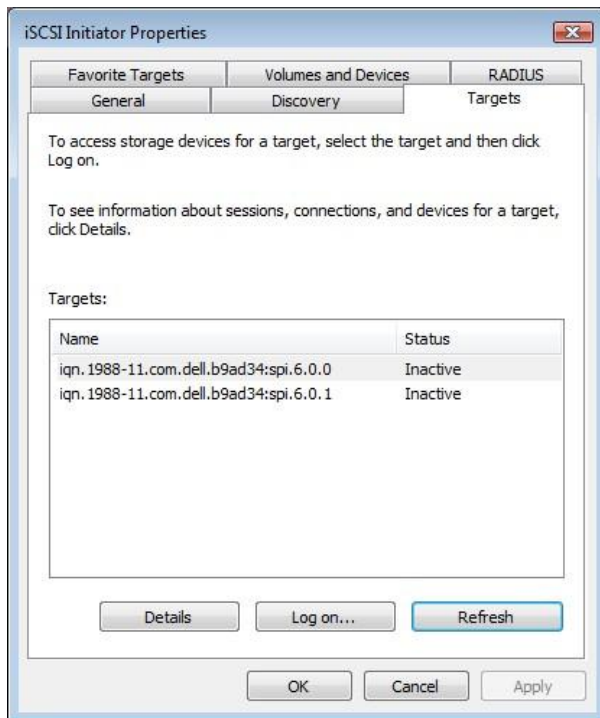 iSCSI Initiator Properties
Favorite Targets Volumes and Devices RADIUS
General Discovery Targets
To access storage devices for a target, select the target and then click
Log on.
To see information about sessions, connections, and devices for a target,
click Details.
Targets:
Name Status
iqn.1988-11.com.dell.b9ad34:spi.6.0.0 Inactive
iqn.1988-11.com.dell.b9ad34:spi.6.0.1 Inactive
Details Log on... Refresh
OK Cancel Apply